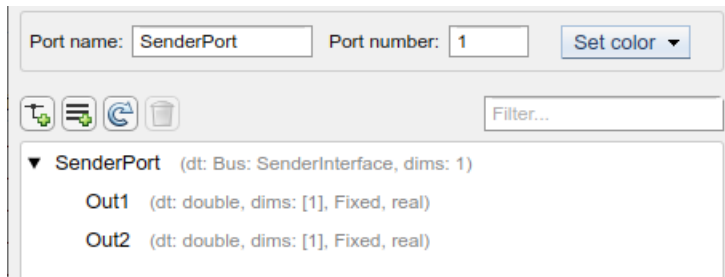 Port name: SenderPort Port number: 1 Set color
Filter...
SenderPort (dt: Bus: SenderInterface, dims: 1)
Out1 (dt: double, dims: [1], Fixed, real)
Out2 (dt: double, dims: [1], Fixed, real)